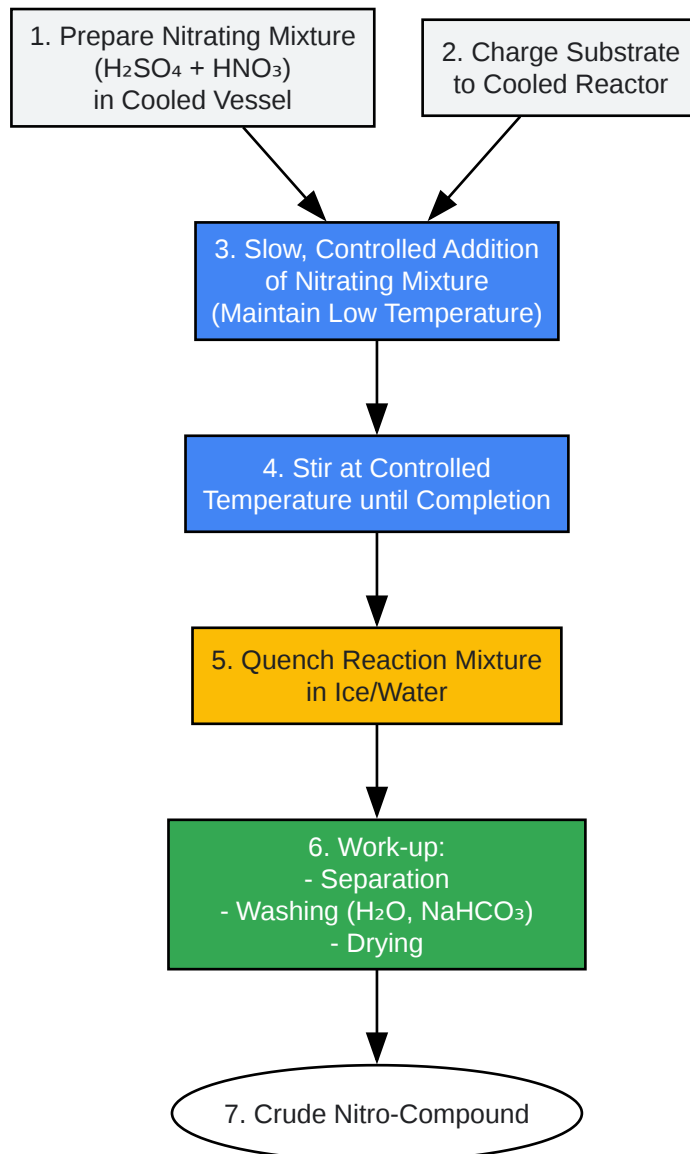 1. Prepare Nitrating Mixture
(H₂SO₄ + HNO₃)
in Cooled Vessel
2. Charge Substrate
to Cooled Reactor
3. Slow, Controlled Addition
of Nitrating Mixture
(Maintain Low Temperature)
4. Stir at Controlled
Temperature until Completion
5. Quench Reaction Mixture
in Ice/Water
6. Work-up:
- Separation
- Washing (H₂O, NaHCO₃)
- Drying
7. Crude Nitro-Compound